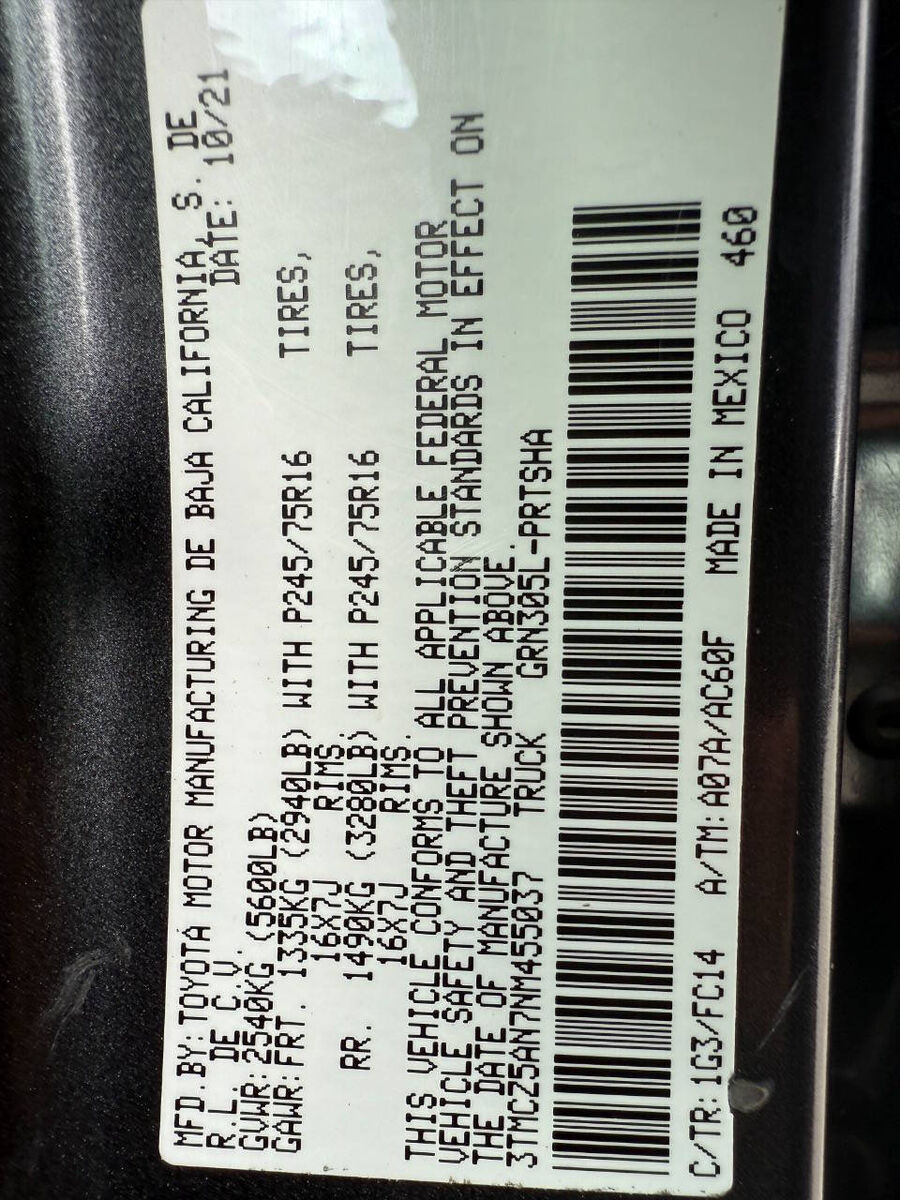 MFD.BY:TOYOTA MOTOR MANUFACTURING DE BAJA CALIFORNIA, S. DE
R.L. DE C.V. DATE: 10/21
GVWR:2540KG.(5600LB)
GAWR:FRT. 1335KG (2940LB) WITH P245/75R16 TIRES,
16X7J RIMS.
RR. 1490KG (3280LB) WITH P245/75R16 TIRES,
16X7J RIMS.
THIS VEHICLE CONFORMS TO ALL APPLICABLE FEDERAL MOTOR
VEHICLE SAFETY AND THEFT PREVENTION STANDARDS IN EFFECT ON
THE DATE OF MANUFACTURE SHOWN ABOVE.
3TMCZ5AN7NM455037 TRUCK GRN305L-PRTSHA
C/TR:1G3/FC14 A/TM:A07A/AC60F MADE IN MEXICO 460